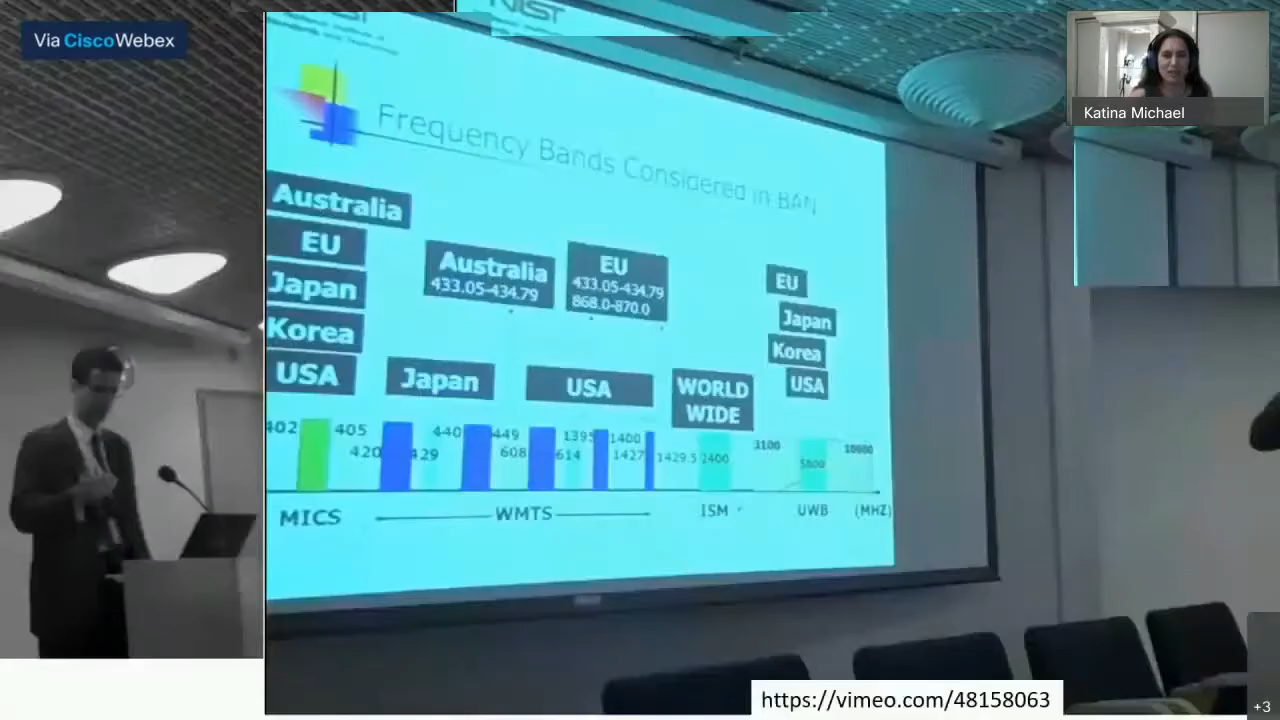 Via Cisco Webex
NIST
Katina Michael
Frequency Bands Considered in BAN
Australia
EU
Japan
Korea
USA
Australia
433.05-434.79
EU
433.05-434.79
868.0-870.0
EU
Japan
Korea
USA
Japan
USA
WORLD
WIDE
402 405
420 429
440 449
608 614
1395 1400
1427 1429.5
2400
3100
5800
10600
MICS
WMTS
ISM
UWB
(MHZ)
https://vimeo.com/48158063
+3